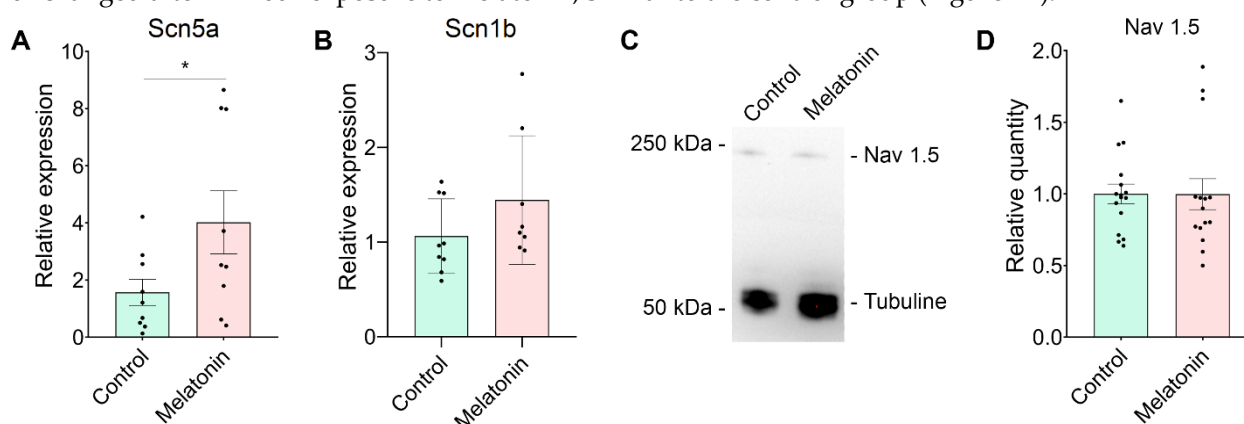 A
Scn5a
Relative expression
10
8
6
4
2
0
*
Control
Melatonin
B
Scn1b
Relative expression
3
2
1
0
Control
Melatonin
C
Control
Melatonin
250 kDa -
- Nav 1.5
50 kDa -
- Tubuline
D
Nav 1.5
Relative quantity
2.0
1.5
1.0
0.5
0.0
Control
Melatonin